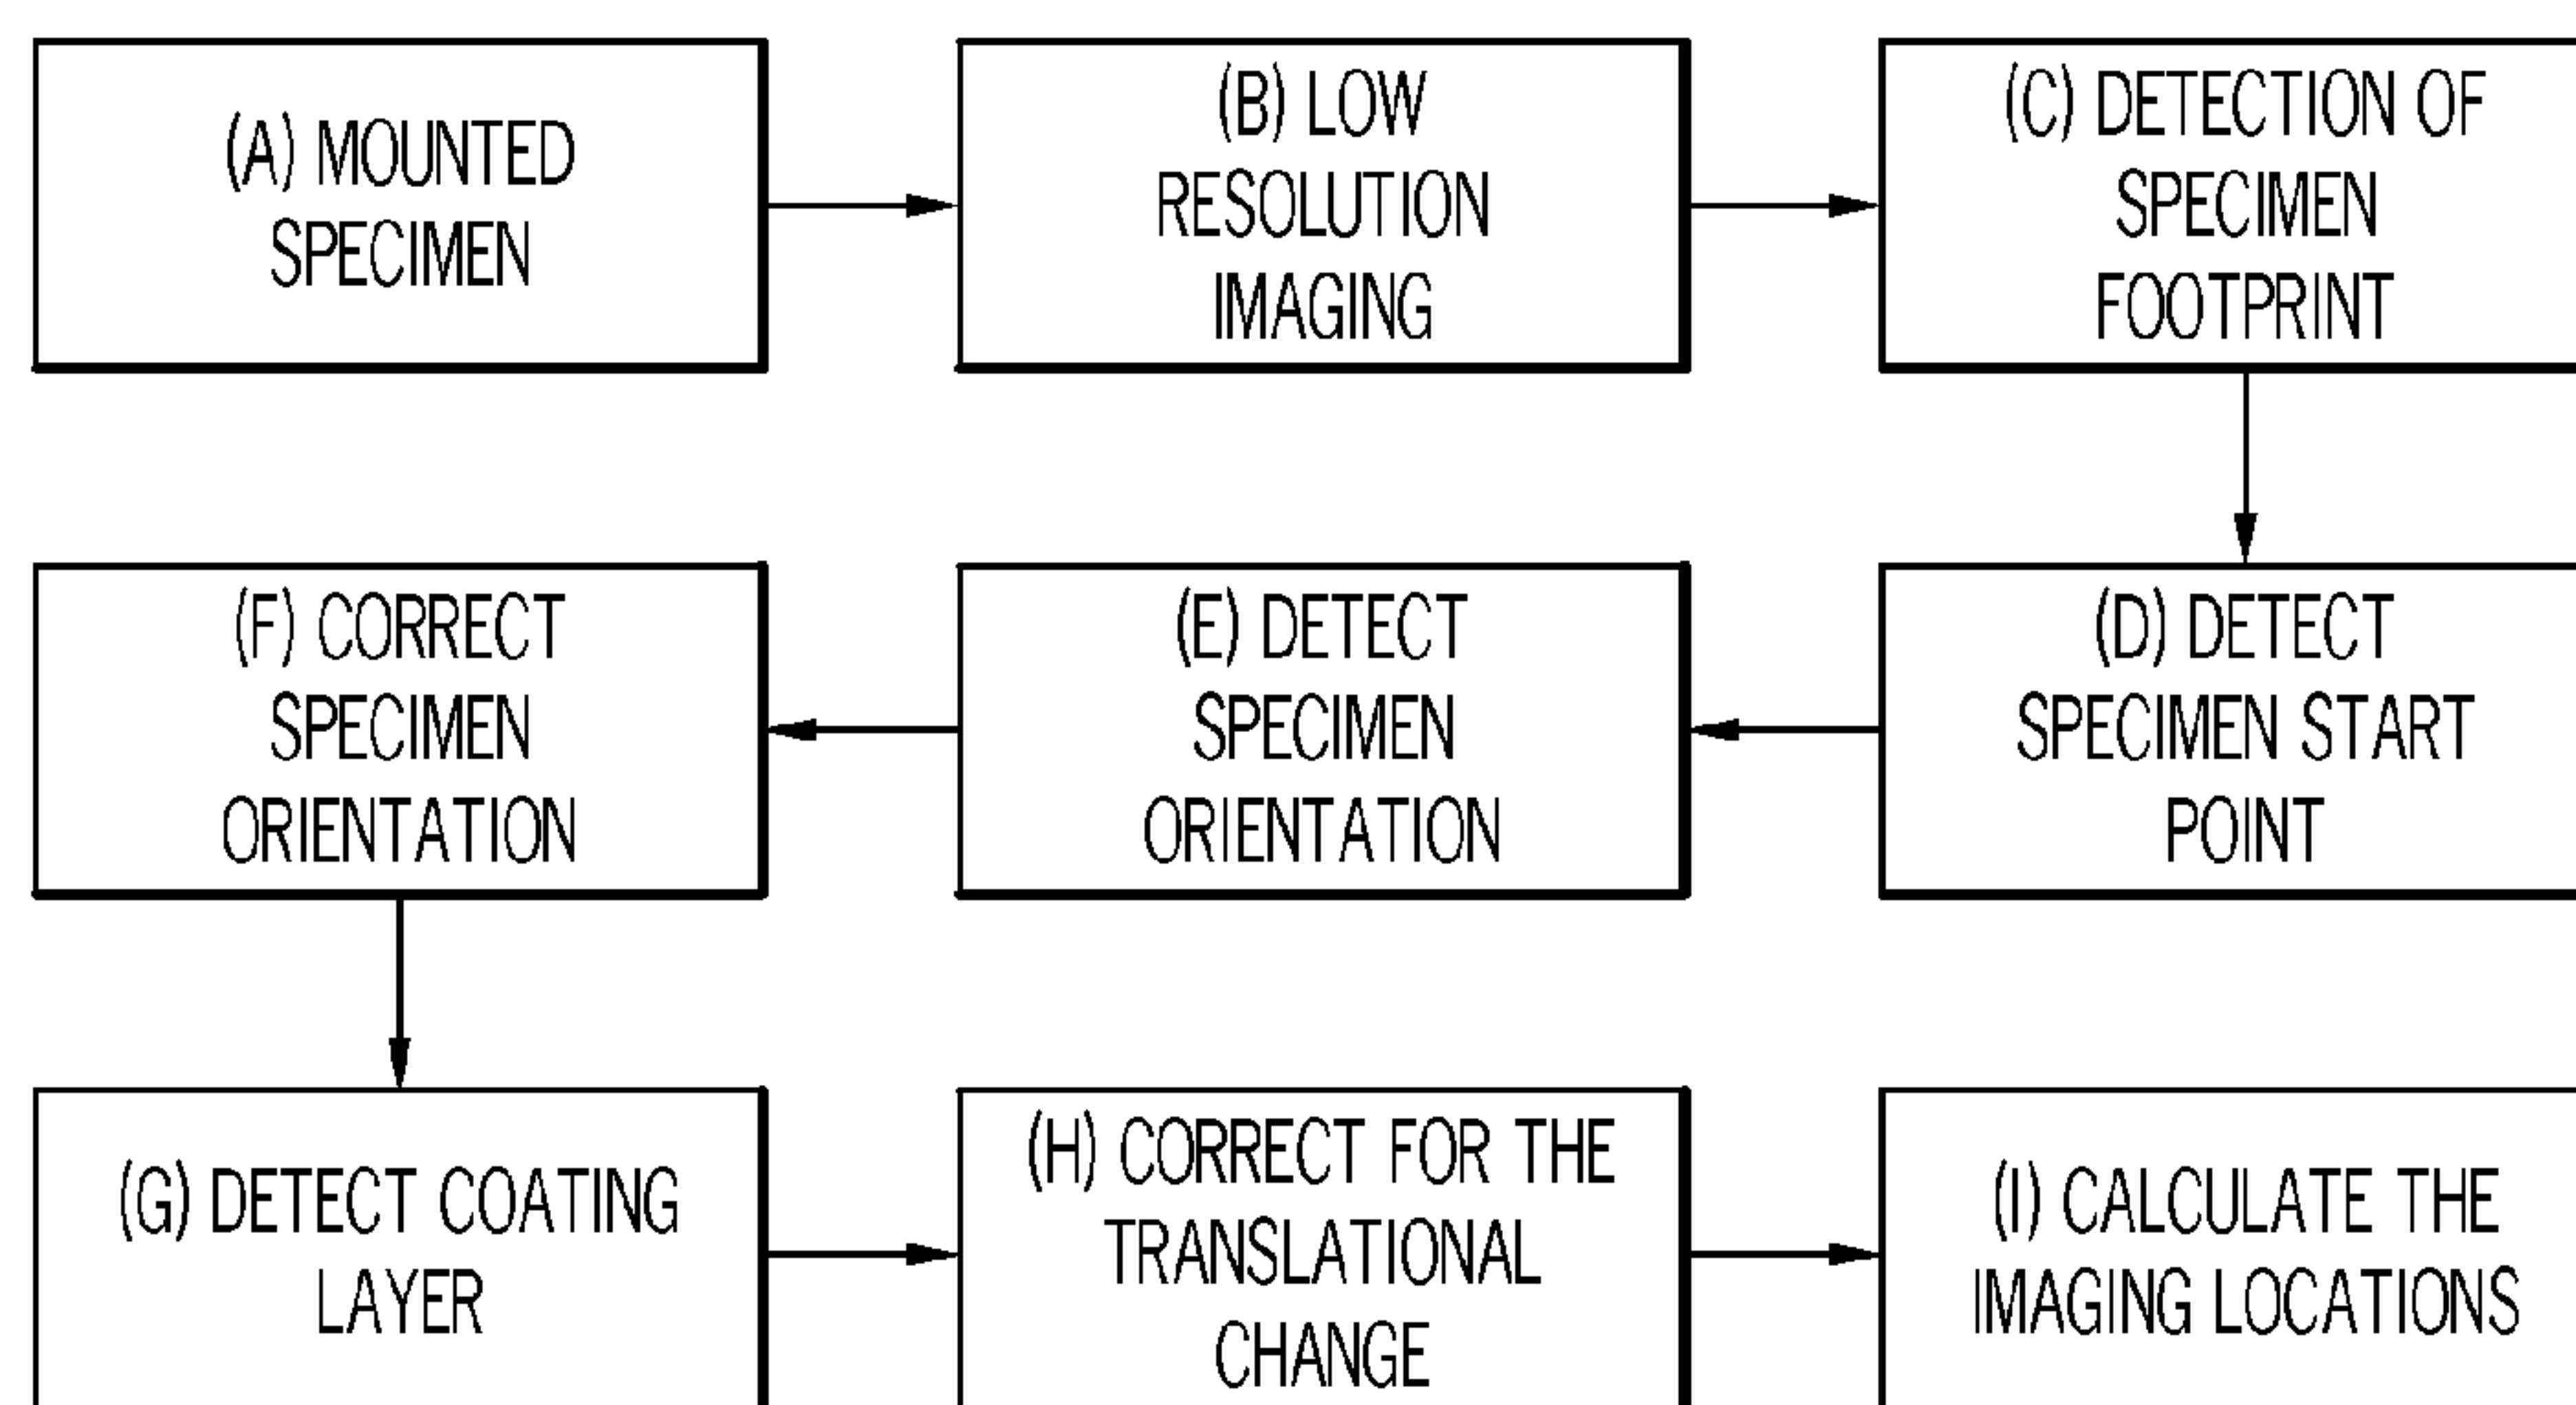 (A) MOUNTED
SPECIMEN
(B) LOW
RESOLUTION
IMAGING
(C) DETECTION OF
SPECIMEN
FOOTPRINT
(D) DETECT
SPECIMEN START
POINT
(E) DETECT
SPECIMEN
ORIENTATION
(F) CORRECT
SPECIMEN
ORIENTATION
(G) DETECT COATING
LAYER
(H) CORRECT FOR THE
TRANSLATIONAL
CHANGE
(I) CALCULATE THE
IMAGING LOCATIONS